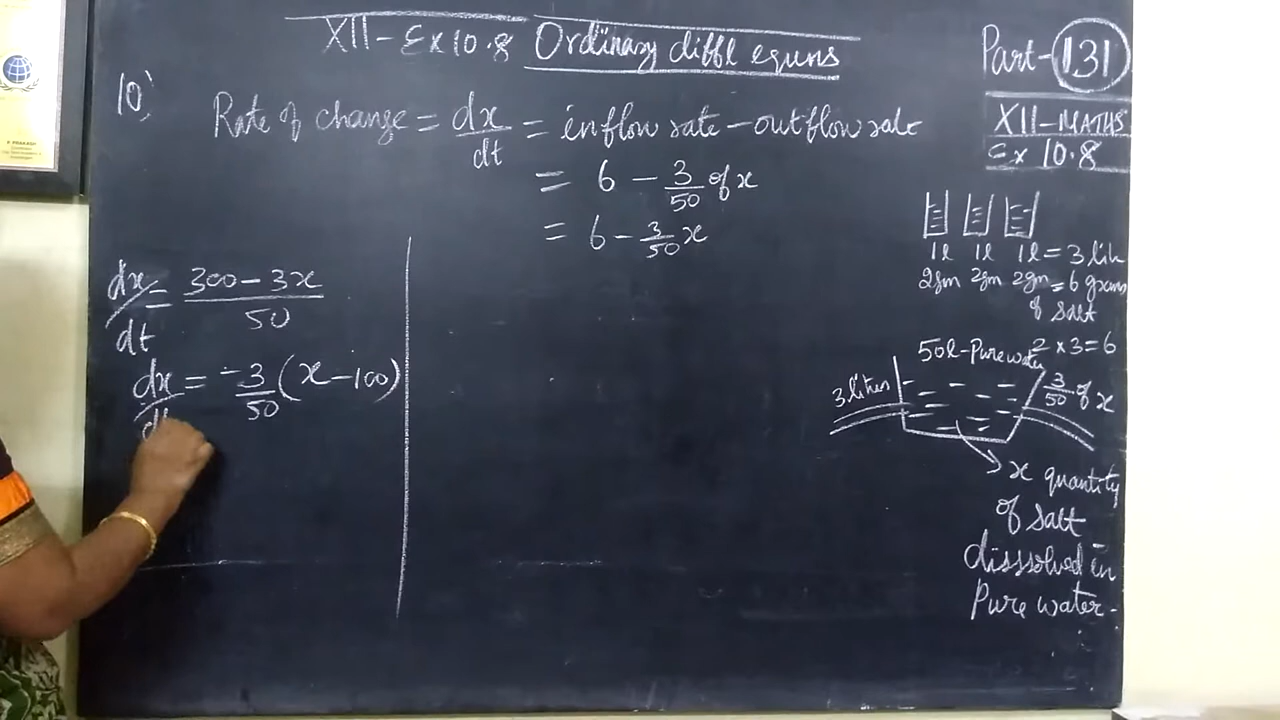 XII - Ex 10.8 Ordinary diffl equns
Part - 131
XII - MATHS
Ex 10.8
10)
Rate of change = dx/dt = inflow rate - outflow rate
= 6 - 3/50 of x
= 6 - 3/50 x
dx/dt = 300 - 3x / 50
dx/dt = -3/50 (x - 100)
1l 1l 1l = 3 lit
2gm 2gm 2gm = 6 grams
of salt
50l - Pure water 2 x 3 = 6
3 liters
3/50 of x
x quantity
of salt
disssolved in
Pure water.